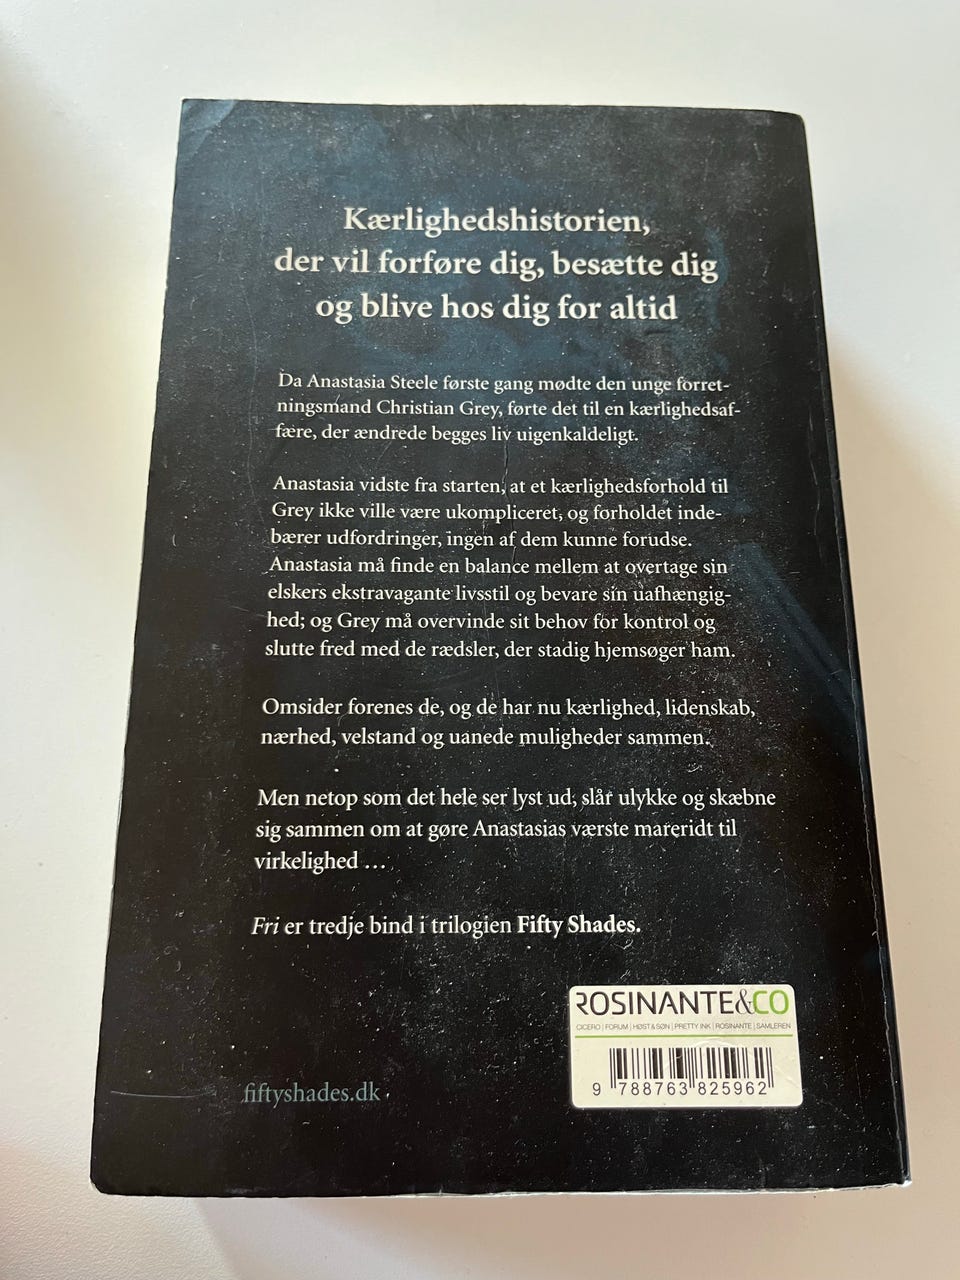 Kærlighedshistorien,
der vil forføre dig, besætte dig
og blive hos dig for altid
Da Anastasia Steele første gang mødte den unge forret-
ningsmand Christian Grey, førte det til en kærlighedsaf-
fære, der ændrede begges liv uigenkaldeligt.
Anastasia vidste fra starten, at et kærlighedsforhold til
Grey ikke ville være ukompliceret, og forholdet inde-
bærer udfordringer, ingen af dem kunne forudse.
Anastasia må finde en balance mellem at overtage sin
elskers ekstravagante livsstil og bevare sin uafhængig-
hed; og Grey må overvinde sit behov for kontrol og
slutte fred med de rædsler, der stadig hjemsøger ham.
Omsider forenes de, og de har nu kærlighed, lidenskab,
nærhed, velstand og uanede muligheder sammen.
Men netop som det hele ser lyst ud, slår ulykke og skæbne
sig sammen om at gøre Anastasias værste mareridt til
virkelighed ...
Fri er tredje bind i trilogien Fifty Shades.
ROSINANTE&CO
CICERO | FORUM | HØST & SØN | PRETTY INK | ROSINANTE | SAMLEREN
9 788763 825962
fiftyshades.dk